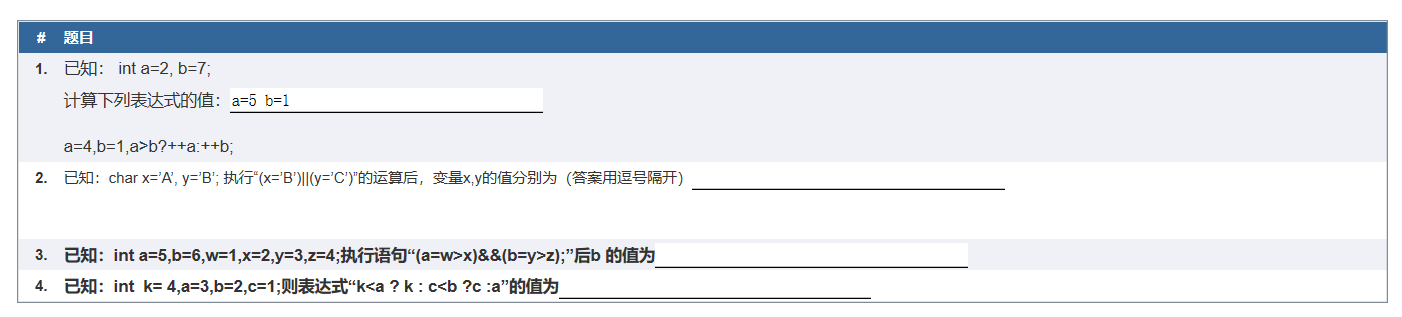 # 题目
1. 已知： int a=2, b=7;
计算下列表达式的值：a=5 b=1
a=4,b=1,a>b?++a:++b;
2. 已知：char x=’A’, y=’B’; 执行“(x=’B’)||(y=’C’)”的运算后，变量x,y的值分别为（答案用逗号隔开）
3. 已知：int a=5,b=6,w=1,x=2,y=3,z=4;执行语句“(a=w>x)&&(b=y>z);”后b 的值为
4. 已知：int k= 4,a=3,b=2,c=1;则表达式“k<a ? k : c<b ?c :a”的值为